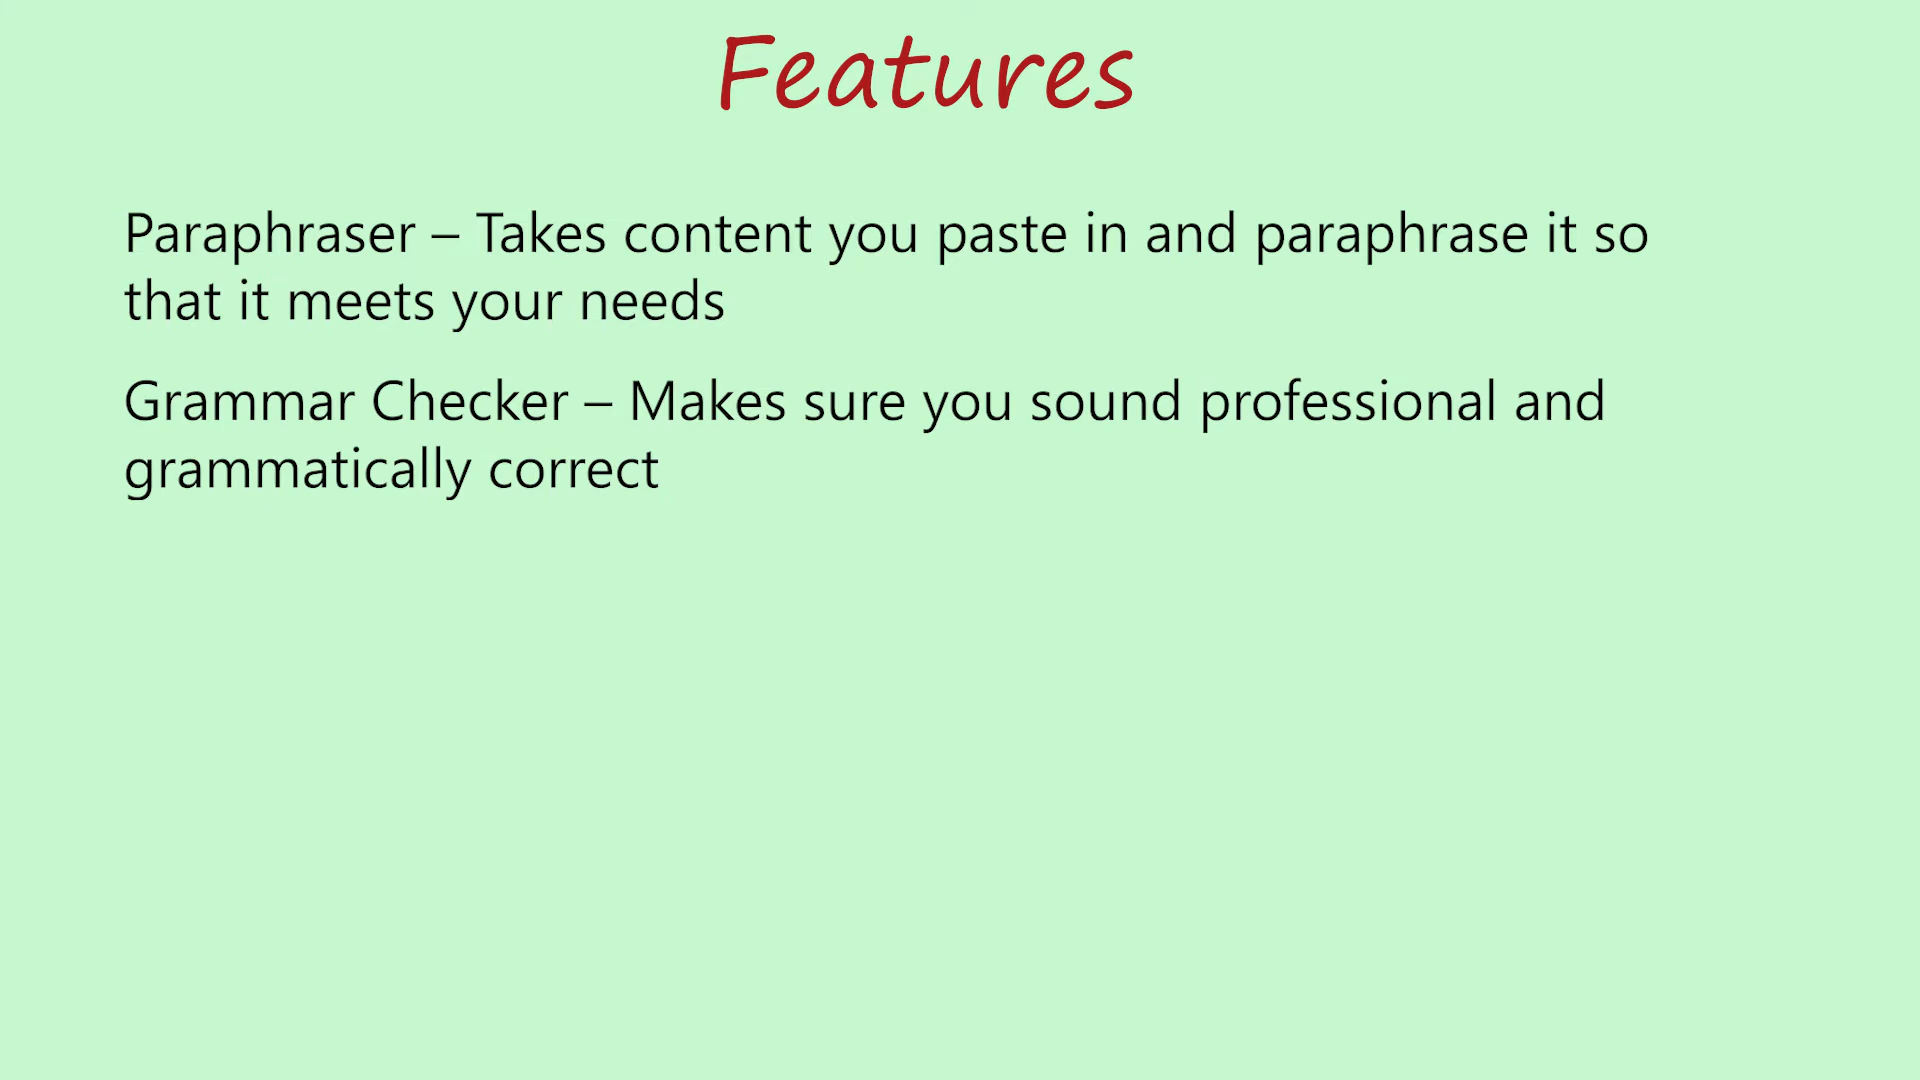 Features
Paraphraser – Takes content you paste in and paraphrase it so
that it meets your needs
Grammar Checker – Makes sure you sound professional and
grammatically correct